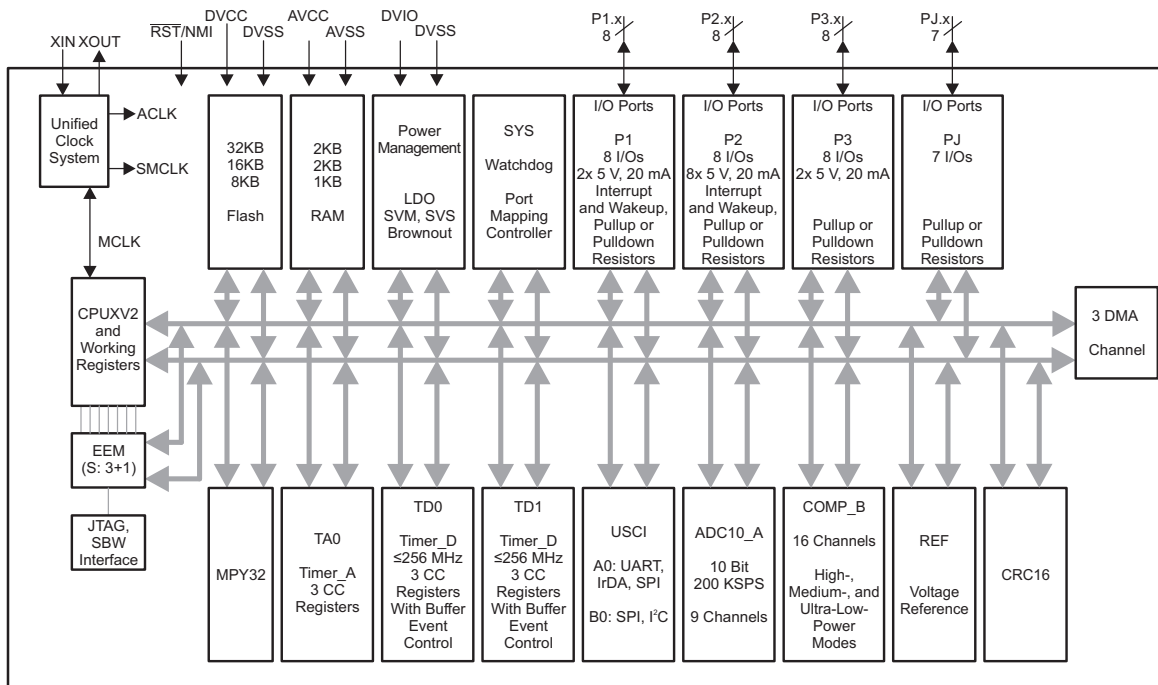 XIN XOUT
RST/NMI
DVCC
DVSS
AVCC
AVSS
DVIO
DVSS
P1.x
8
P2.x
8
P3.x
8
PJ.x
7
Unified
Clock
System
ACLK
SMCLK
MCLK
32KB
16KB
8KB
Flash
2KB
2KB
1KB
RAM
Power
Management
LDO
SVM, SVS
Brownout
SYS
Watchdog
Port
Mapping
Controller
I/O Ports
P1
8 I/Os
2x 5 V, 20 mA
Interrupt
and Wakeup,
Pullup or
Pulldown
Resistors
I/O Ports
P2
8 I/Os
8x 5 V, 20 mA
Interrupt
and Wakeup,
Pullup or
Pulldown
Resistors
I/O Ports
P3
8 I/Os
2x 5 V, 20 mA
Pullup or
Pulldown
Resistors
I/O Ports
PJ
7 I/Os
Pullup or
Pulldown
Resistors
CPUXV2
and
Working
Registers
3 DMA
Channel
EEM
(S: 3+1)
JTAG,
SBW
Interface
MPY32
TA0
Timer_A
3 CC
Registers
TD0
Timer_D
≤256 MHz
3 CC
Registers
With Buffer
Event
Control
TD1
Timer_D
≤256 MHz
3 CC
Registers
With Buffer
Event
Control
USCI
A0: UART,
IrDA, SPI
B0: SPI, I²C
ADC10_A
10 Bit
200 KSPS
9 Channels
COMP_B
16 Channels
High-,
Medium-, and
Ultra-Low-
Power
Modes
REF
Voltage
Reference
CRC16